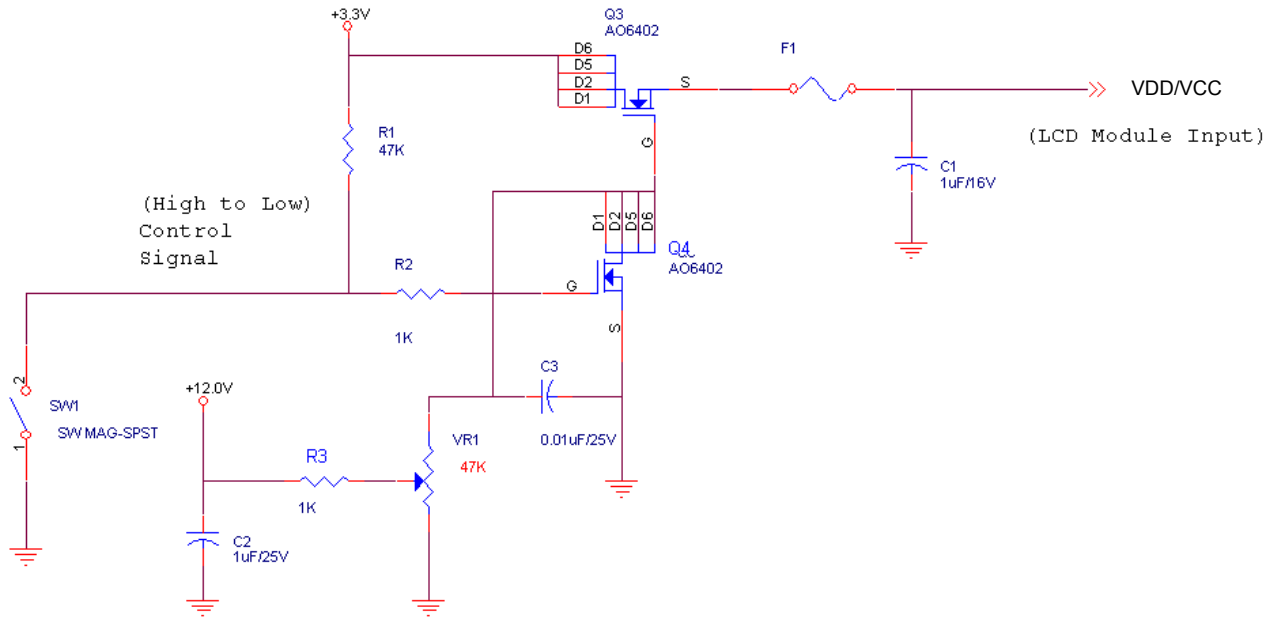 +3.3V
Q3
AO6402
D6
D5
D2
D1
S
G
F1
VDD/VCC
(LCD Module Input)
R1
47K
C1
1uF/16V
(High to Low)
Control
Signal
D1
D2
D5
D6
Q4
AO6402
R2
1K
G
S
2
1
SW1
SW MAG-SPST
+12.0V
C3
0.01uF/25V
VR1
47K
R3
1K
C2
1uF/25V